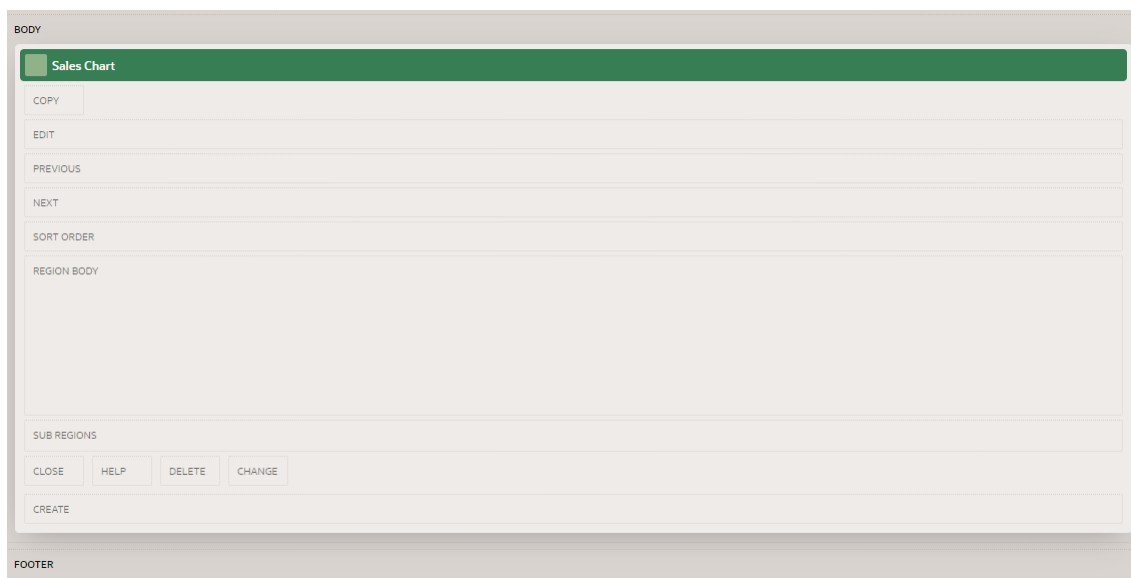 BODY
Sales Chart
COPY
EDIT
PREVIOUS
NEXT
SORT ORDER
REGION BODY
SUB REGIONS
CLOSE HELP DELETE CHANGE
CREATE
FOOTER